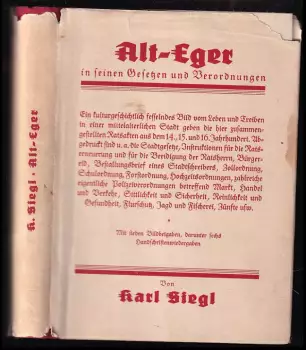 K. Siegl · Alt-Eger
Alt-Eger
in seinen Gesetzen und Verordnungen
Ein kulturgeschichtlich fesselndes Bild vom Leben und Treiben
in einer mittelalterlichen Stadt geben die hier zusammen-
gestellten Ratsakten aus dem 14., 15. und 16. Jahrhundert. Ab-
gedruckt sind u. a. die Stadtgesetze, Instruktionen für die Rats-
erneuerung und für die Beeidigung der Ratsherren, Bürger-
eid, Bestallungsbrief eines Stadtschreibers, Zollordnung,
Schulordnung, Forstordnung, Hochzeitsordnungen, zahlreiche
eigentliche Polizeiverordnungen betreffend Markt, Handel
und Verkehr, Sittlichkeit und Sicherheit, Reinlichkeit und
Gesundheit, Flurschutz, Jagd und Fischerei, Zünfte usw.
Mit sieben Bildbeigaben, darunter sechs
Handschriftenwiedergaben
Von
Karl Siegl